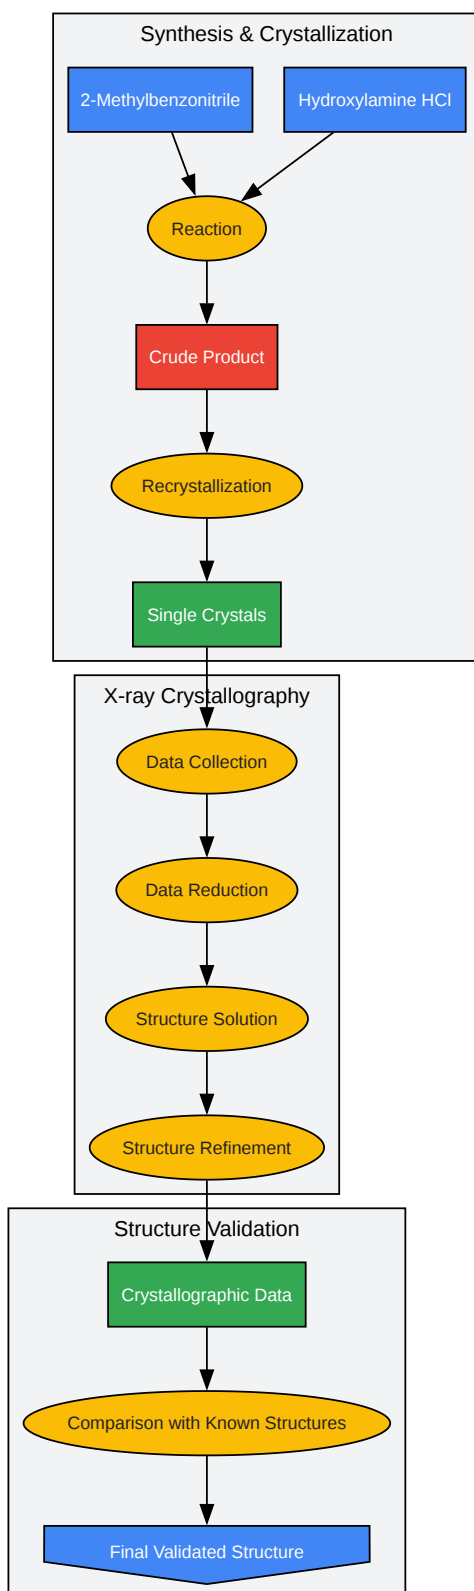 Synthesis & Crystallization
2-Methylbenzonitrile
Hydroxylamine HCl
Reaction
Crude Product
Recrystallization
Single Crystals
X-ray Crystallography
Data Collection
Data Reduction
Structure Solution
Structure Refinement
Structure Validation
Crystallographic Data
Comparison with Known Structures
Final Validated Structure